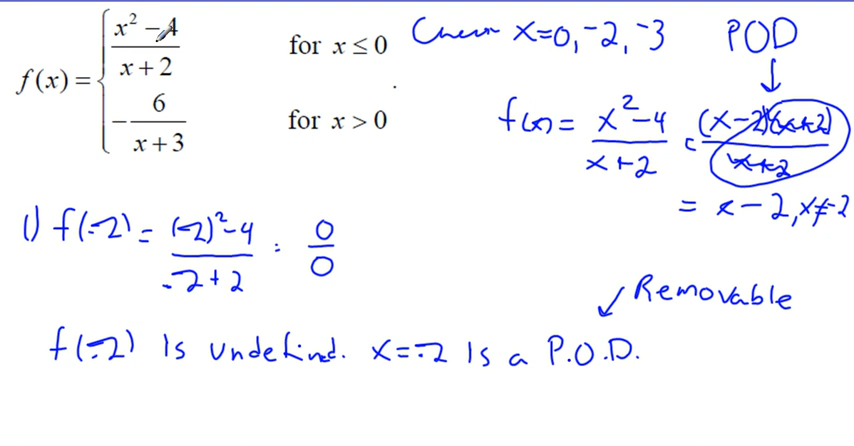 f(x) = { x² − 4 / x + 2 for x ≤ 0
− 6 / x + 3 for x > 0
Check x=0, -2, -3 POD
f(x) = x² - 4 / x + 2 = (x-2)(x+2) / x+2
= x - 2, x≠-2
1) f(-2) = (-2)² - 4 / -2 + 2 = 0 / 0
Removable
f(-2) is undefind. x = -2 is a P.O.D.